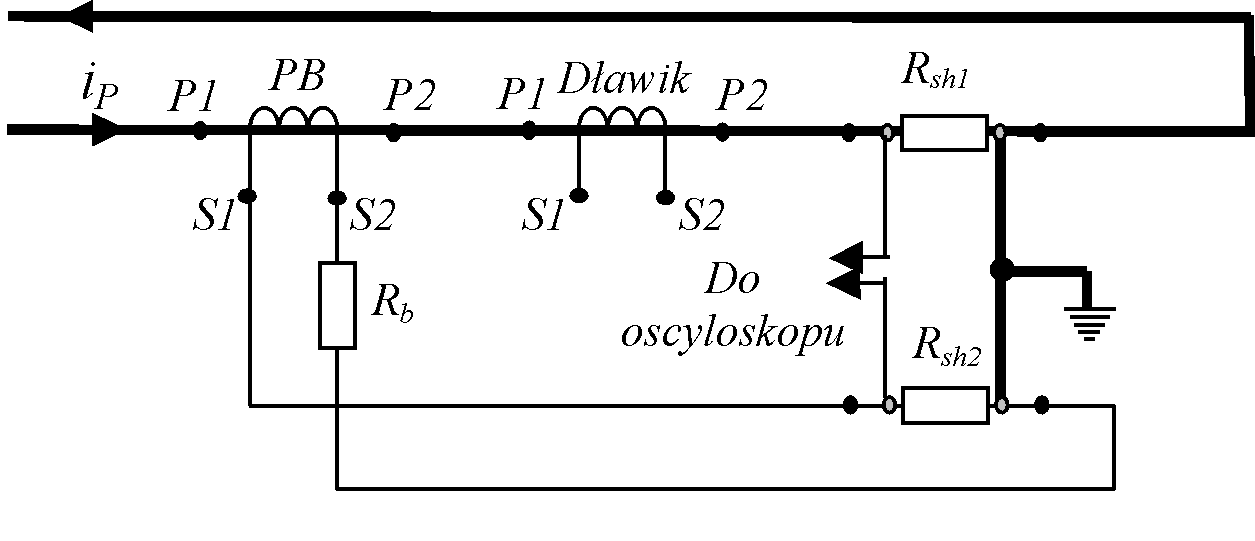 i_P P1 PB P2 P1 Dławik P2 R_sh1
S1 S2 S1 S2
R_b
Do
oscyloskopu
R_sh2